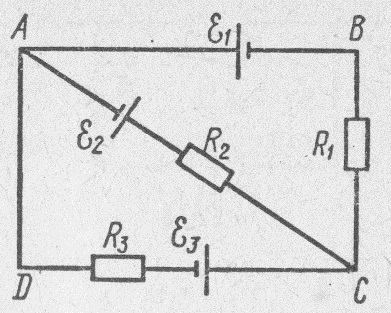 A ℰ₁ B
ℰ₂ R₂ R₁
R₃ ℰ₃
D C